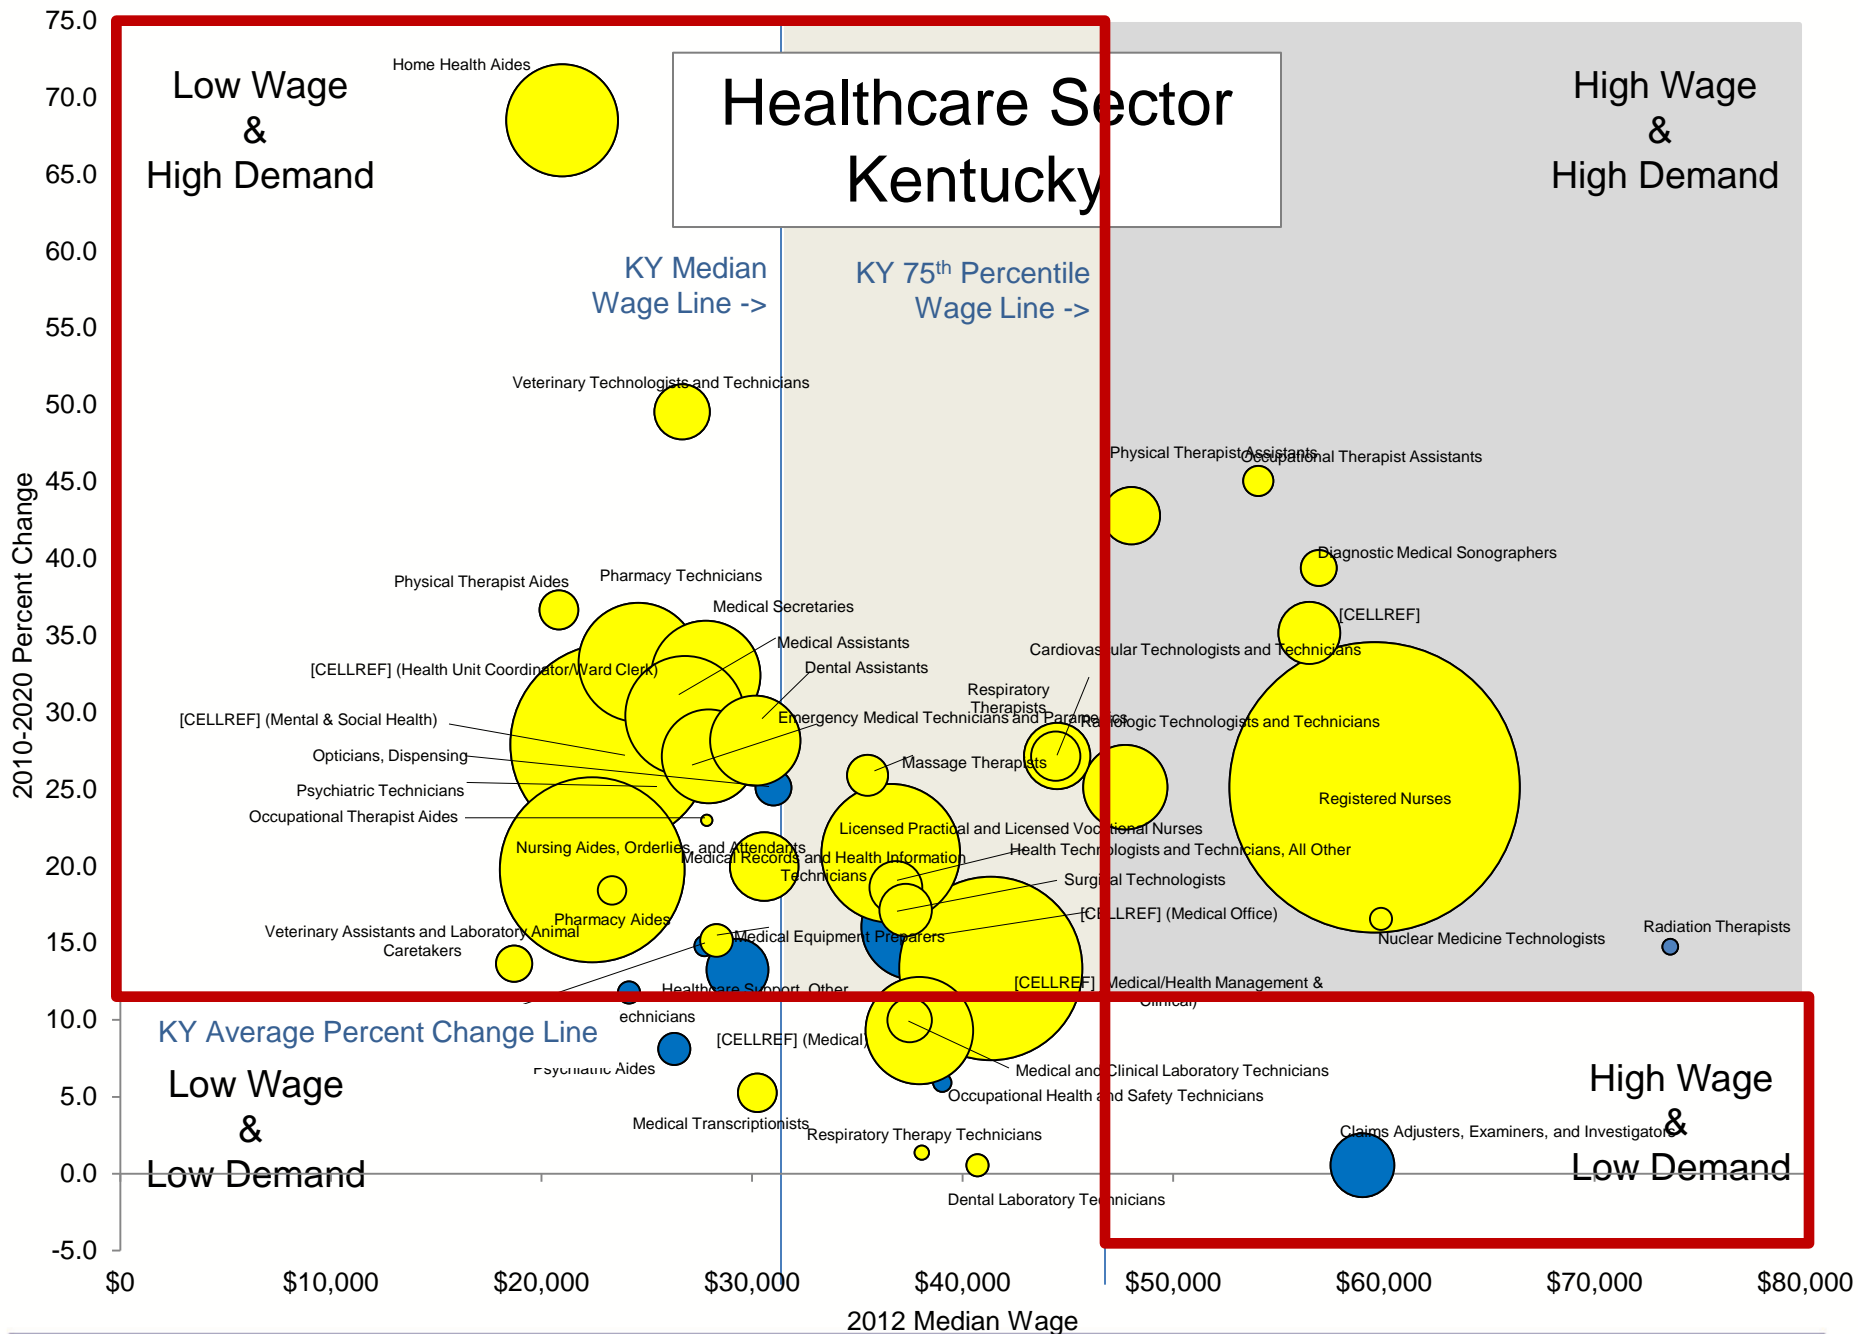 75.0
70.0
65.0
60.0
55.0
50.0
45.0
40.0
35.0
30.0
25.0
20.0
15.0
10.0
5.0
0.0
-5.0
2010-2020 Percent Change
Low Wage
&
High Demand
Home Health Aides
Healthcare Sector
Kentucky
High Wage
&
High Demand
KY Median
Wage Line ->
KY 75th Percentile
Wage Line ->
Veterinary Technologists and Technicians
Physical Therapist Assistants
Occupational Therapist Assistants
Diagnostic Medical Sonographers
Physical Therapist Aides
Pharmacy Technicians
Medical Secretaries
[CELLREF]
Medical Assistants
Cardiovascular Technologists and Technicians
Dental Assistants
[CELLREF] (Health Unit Coordinator/Ward Clerk)
Respiratory
Therapists
[CELLREF] (Mental & Social Health)
Emergency Medical Technicians and Paramedics
Radiologic Technologists and Technicians
Opticians, Dispensing
Massage Therapists
Psychiatric Technicians
Registered Nurses
Occupational Therapist Aides
Licensed Practical and Licensed Vocational Nurses
Nursing Aides, Orderlies, and Attendants
Health Technologists and Technicians, All Other
Medical Records and Health Information
Technicians
Surgical Technologists
[CELLREF] (Medical Office)
Pharmacy Aides
Veterinary Assistants and Laboratory Animal
Caretakers
Medical Equipment Preparers
Nuclear Medicine Technologists
Radiation Therapists
[CELLREF] (Medical/Health Management &
Clinical)
Healthcare Support, Other
echnicians
KY Average Percent Change Line
[CELLREF] (Medical)
Psychiatric Aides
Medical and Clinical Laboratory Technicians
Occupational Health and Safety Technicians
Low Wage
&
Low Demand
Medical Transcriptionists
Respiratory Therapy Technicians
Dental Laboratory Technicians
Claims Adjusters, Examiners, and Investigators
High Wage
&
Low Demand
$0
$10,000
$20,000
$30,000
$40,000
$50,000
$60,000
$70,000
$80,000
2012 Median Wage